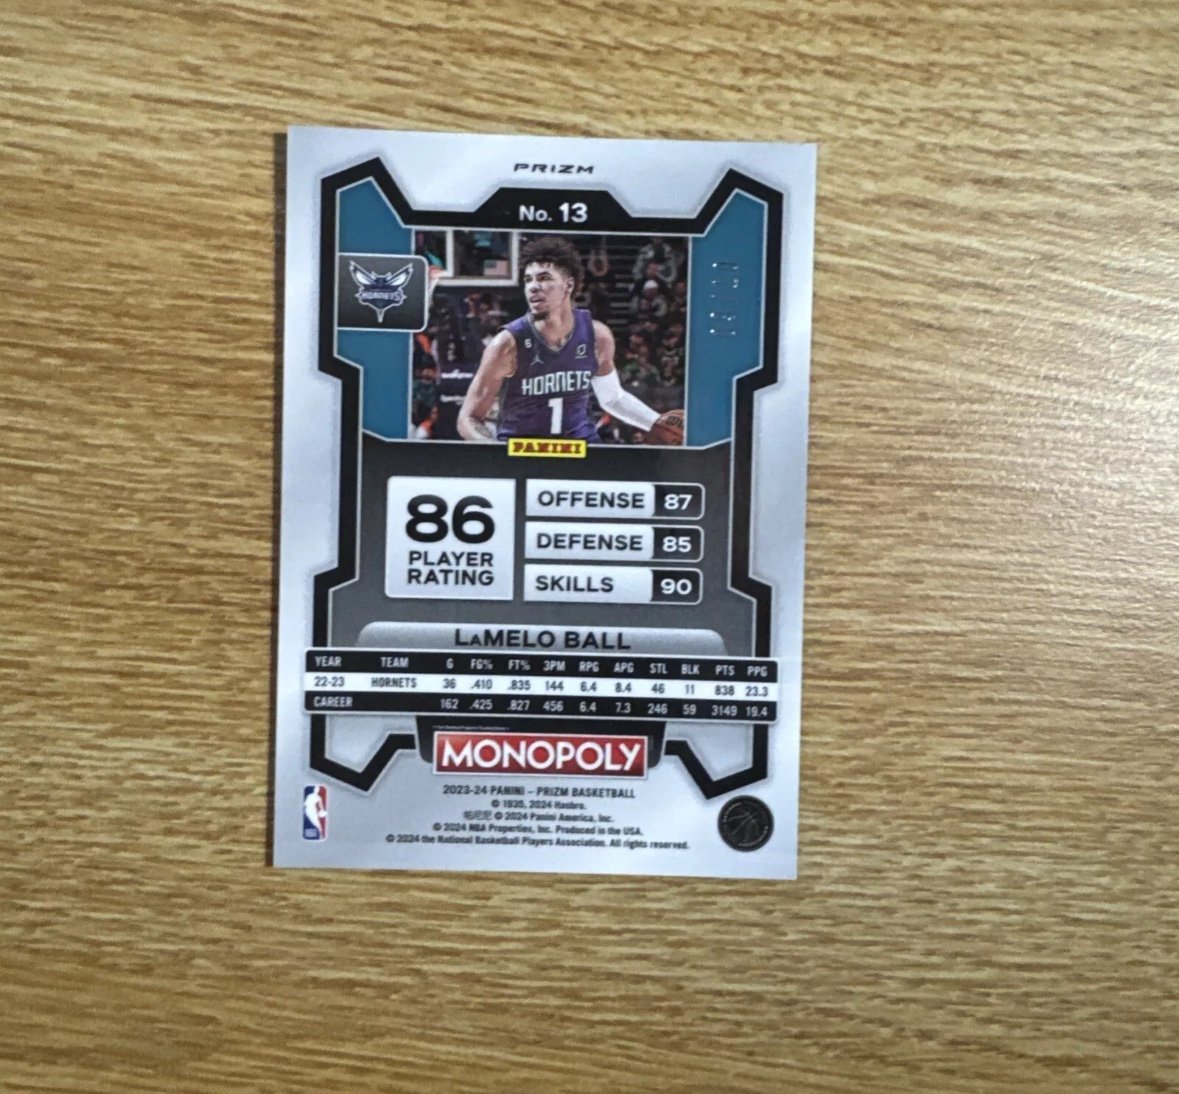 PRIZM
No. 13
HORNETS
6
HORNETS
1
PANINI
86
PLAYER
RATING
OFFENSE 87
DEFENSE 85
SKILLS 90
LaMELO BALL
YEAR TEAM G FG% FT% 3PM RPG APG STL BLK PTS PPG
22-23 HORNETS 36 .410 .835 144 6.4 8.4 46 11 838 23.3
CAREER 162 .425 .827 456 6.4 7.3 246 59 3149 19.4
MONOPOLY
2023-24 PANINI – PRIZM BASKETBALL
© 1935, 2024 Hasbro.
© 2024 Panini America, Inc.
© 2024 NBA Properties, Inc. Produced in the USA.
© 2024 the National Basketball Players Association. All rights reserved.